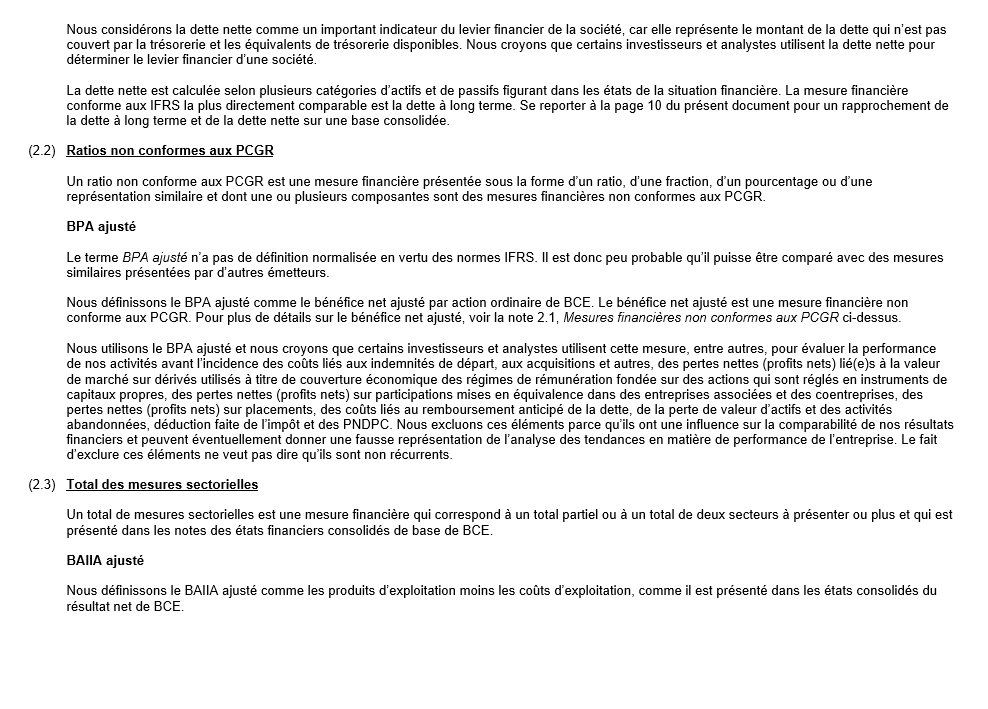 Nous considérons la dette nette comme un important indicateur du levier financier de la société, car elle représente le montant de la dette qui n'est pas
couvert par la trésorerie et les équivalents de trésorerie disponibles. Nous croyons que certains investisseurs et analystes utilisent la dette nette pour
déterminer le levier financier d'une société.
La dette nette est calculée selon plusieurs catégories d'actifs et de passifs figurant dans les états de la situation financière. La mesure financière
conforme aux IFRS la plus directement comparable est la dette à long terme. Se reporter à la page 10 du présent document pour un rapprochement de
la dette à long terme et de la dette nette sur une base consolidée.
(2.2) Ratios non conformes aux PCGR
Un ratio non conforme aux PCGR est une mesure financière présentée sous la forme d'un ratio, d'une fraction, d'un pourcentage ou d'une
représentation similaire et dont une ou plusieurs composantes sont des mesures financières non conformes aux PCGR.
BPA ajusté
Le terme BPA ajusté n'a pas de définition normalisée en vertu des normes IFRS. Il est donc peu probable qu'il puisse être comparé avec des mesures
similaires présentées par d'autres émetteurs.
Nous définissons le BPA ajusté comme le bénéfice net ajusté par action ordinaire de BCE. Le bénéfice net ajusté est une mesure financière non
conforme aux PCGR. Pour plus de détails sur le bénéfice net ajusté, voir la note 2.1, Mesures financières non conformes aux PCGR ci-dessus.
Nous utilisons le BPA ajusté et nous croyons que certains investisseurs et analystes utilisent cette mesure, entre autres, pour évaluer la performance
de nos activités avant l'incidence des coûts liés aux indemnités de départ, aux acquisitions et autres, des pertes nettes (profits nets) lié(e)s à la valeur
de marché sur dérivés utilisés à titre de couverture économique des régimes de rémunération fondée sur des actions qui sont réglés en instruments de
capitaux propres, des pertes nettes (profits nets) sur participations mises en équivalence dans des entreprises associées et des coentreprises, des
pertes nettes (profits nets) sur placements, des coûts liés au remboursement anticipé de la dette, de la perte de valeur d'actifs et des activités
abandonnées, déduction faite de l'impôt et des PNDPC. Nous excluons ces éléments parce qu'ils ont une influence sur la comparabilité de nos résultats
financiers et peuvent éventuellement donner une fausse représentation de l'analyse des tendances en matière de performance de l'entreprise. Le fait
d'exclure ces éléments ne veut pas dire qu'ils sont non récurrents.
(2.3) Total des mesures sectorielles
Un total de mesures sectorielles est une mesure financière qui correspond à un total partiel ou à un total de deux secteurs à présenter ou plus et qui est
présenté dans les notes des états financiers consolidés de base de BCE.
BAIIA ajusté
Nous définissons le BAIIA ajusté comme les produits d'exploitation moins les coûts d'exploitation, comme il est présenté dans les états consolidés du
résultat net de BCE.